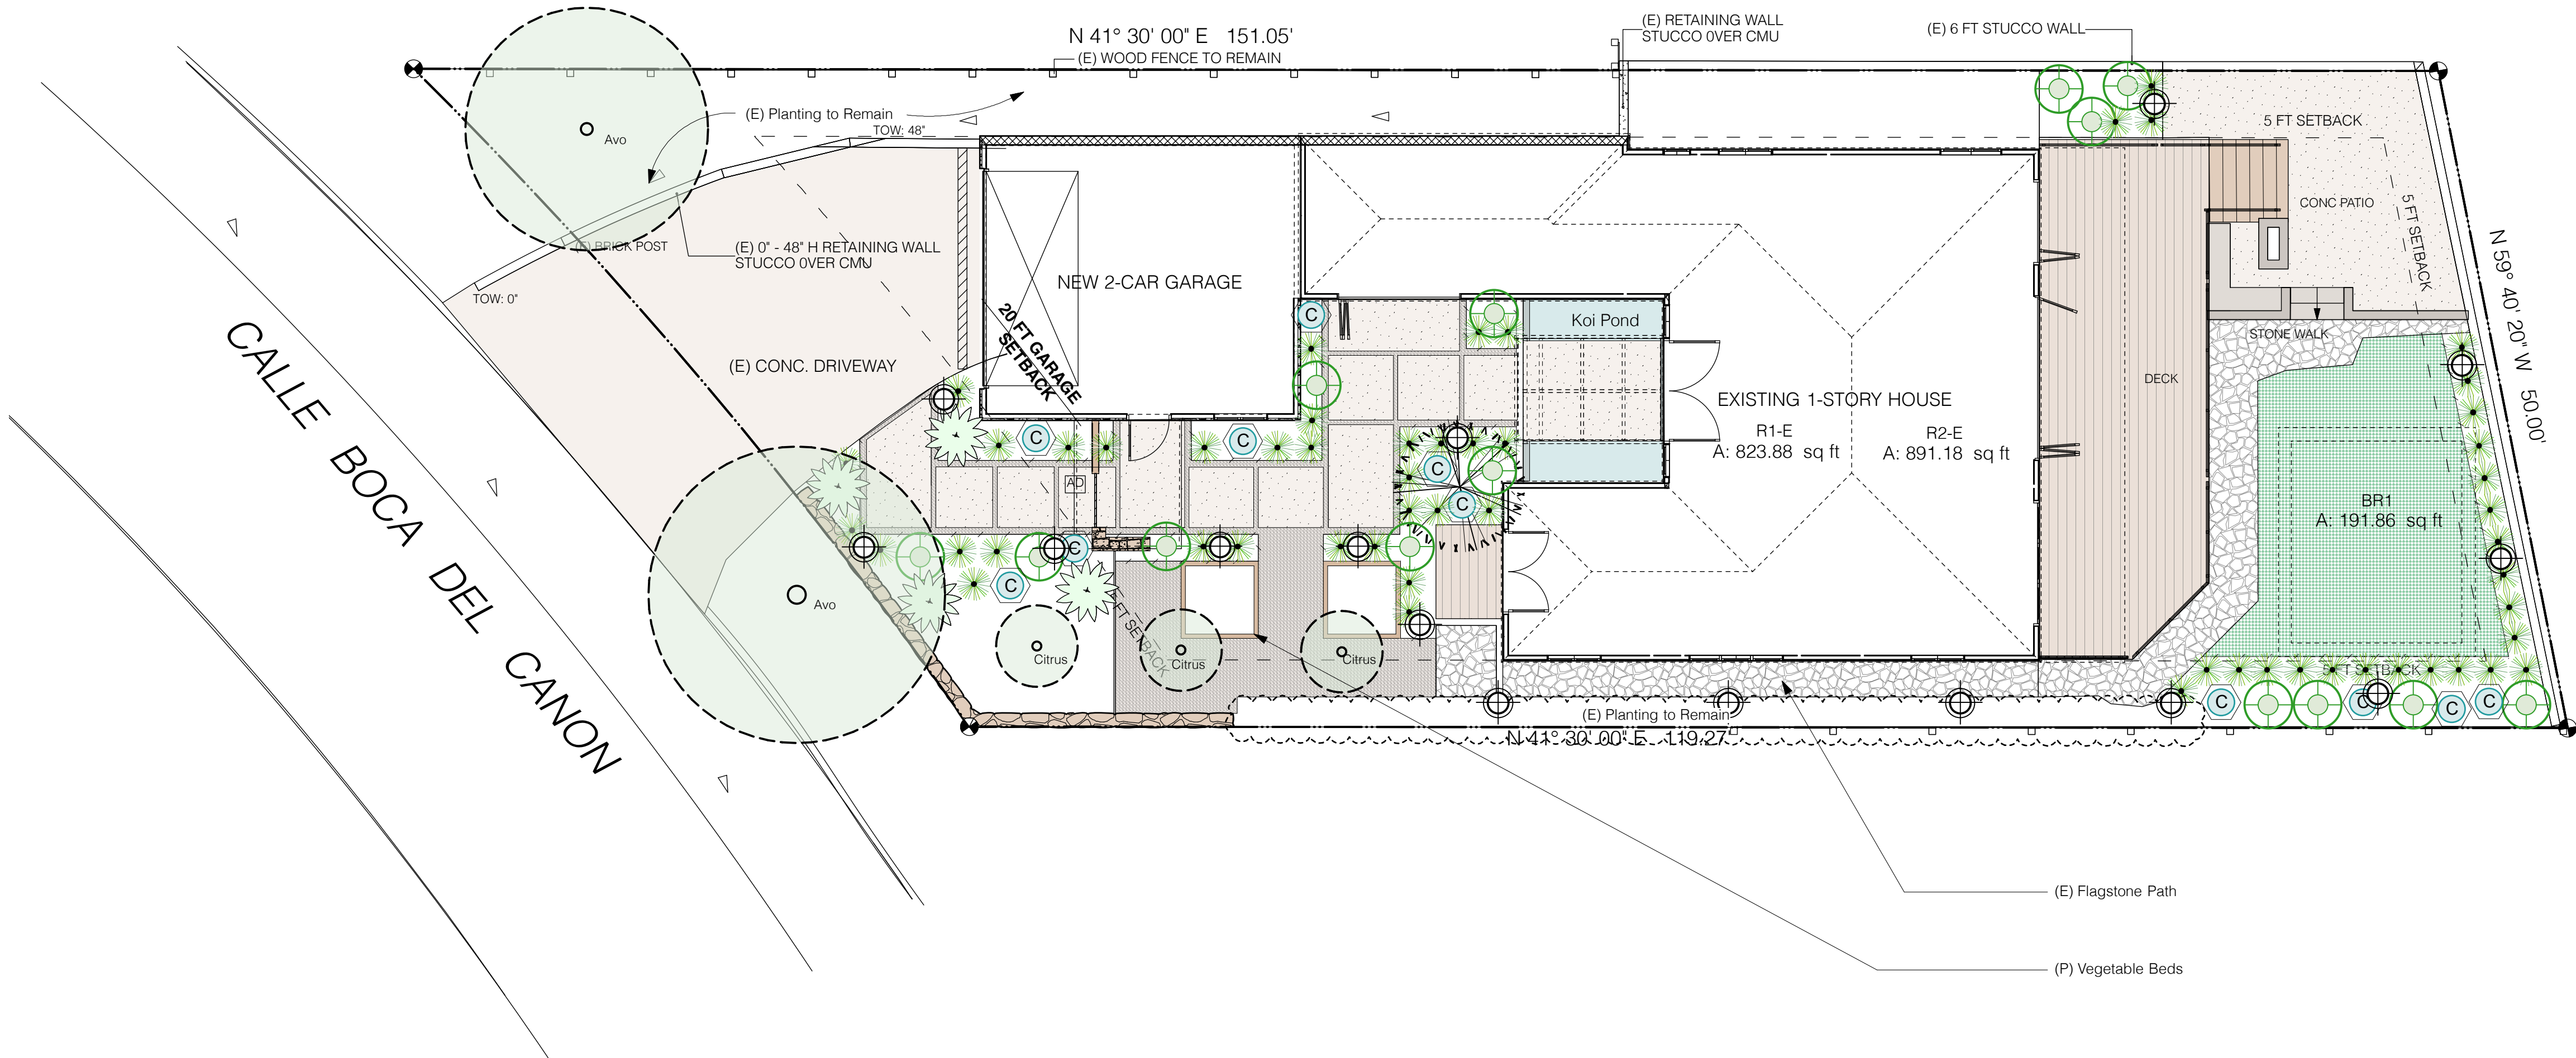 N 41° 30' 00" E   151.05'
(E) WOOD FENCE TO REMAIN
(E) RETAINING WALL
STUCCO 0VER CMU
(E) 6 FT STUCCO WALL
(E) Planting to Remain
TOW: 48"
Avo
5 FT SETBACK
CONC PATIO
5 FT SETBACK
(E) BRICK POST
(E) 0" - 48" H RETAINING WALL
STUCCO 0VER CMU
TOW: 0"
NEW 2-CAR GARAGE
20 FT GARAGE
SETBACK
(E) CONC. DRIVEWAY
C
Koi Pond
STONE WALK
N 59° 40' 20" W   50.00'
DECK
EXISTING 1-STORY HOUSE
R1-E
A: 823.88 sq ft
R2-E
A: 891.18 sq ft
C
C
C
C
AD
BR1
A: 191.86 sq ft
C
C
Avo
FT SETBACK
Citrus
Citrus
Citrus
5 FT SETBACK
C
C
C
C
(E) Planting to Remain
N 41° 30' 00" E   119.27'
CALLE BOCA DEL CANON
(E) Flagstone Path
(P) Vegetable Beds